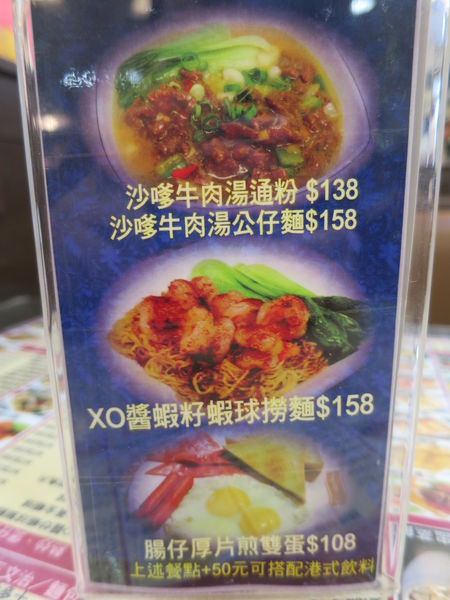 沙嗲牛肉湯通粉 $138
沙嗲牛肉湯公仔麵$158
XO醬蝦籽蝦球撈麵$158
腸仔厚片煎雙蛋$108
上述餐點+50元可搭配港式飲料